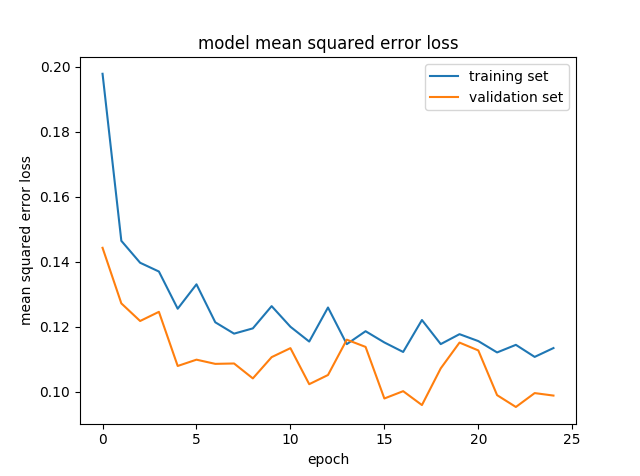 model mean squared error loss
training set
validation set
mean squared error loss
0.20
0.18
0.16
0.14
0.12
0.10
0 5 10 15 20 25
epoch